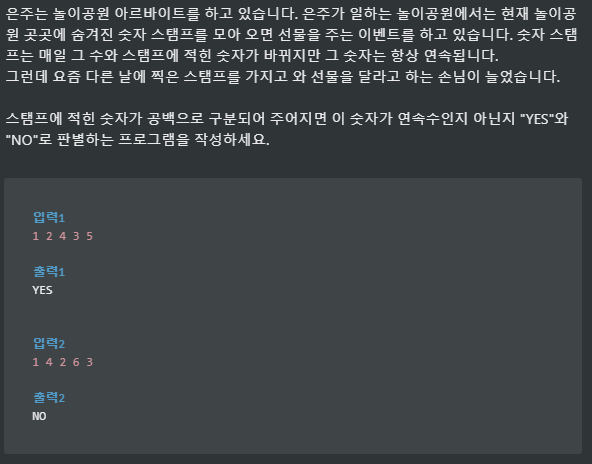 은주는 놀이공원 아르바이트를 하고 있습니다. 은주가 일하는 놀이공원에서는 현재 놀이공
원 곳곳에 숨겨진 숫자 스탬프를 모아 오면 선물을 주는 이벤트를 하고 있습니다. 숫자 스탬
프는 매일 그 수와 스탬프에 적힌 숫자가 바뀌지만 그 숫자는 항상 연속됩니다.
그런데 요즘 다른 날에 찍은 스탬프를 가지고 와 선물을 달라고 하는 손님이 늘었습니다.
스탬프에 적힌 숫자가 공백으로 구분되어 주어지면 이 숫자가 연속수인지 아닌지 "YES"와
"NO"로 판별하는 프로그램을 작성하세요.
입력1
1 2 4 3 5
출력1
YES
입력2
1 4 2 6 3
출력2
NO